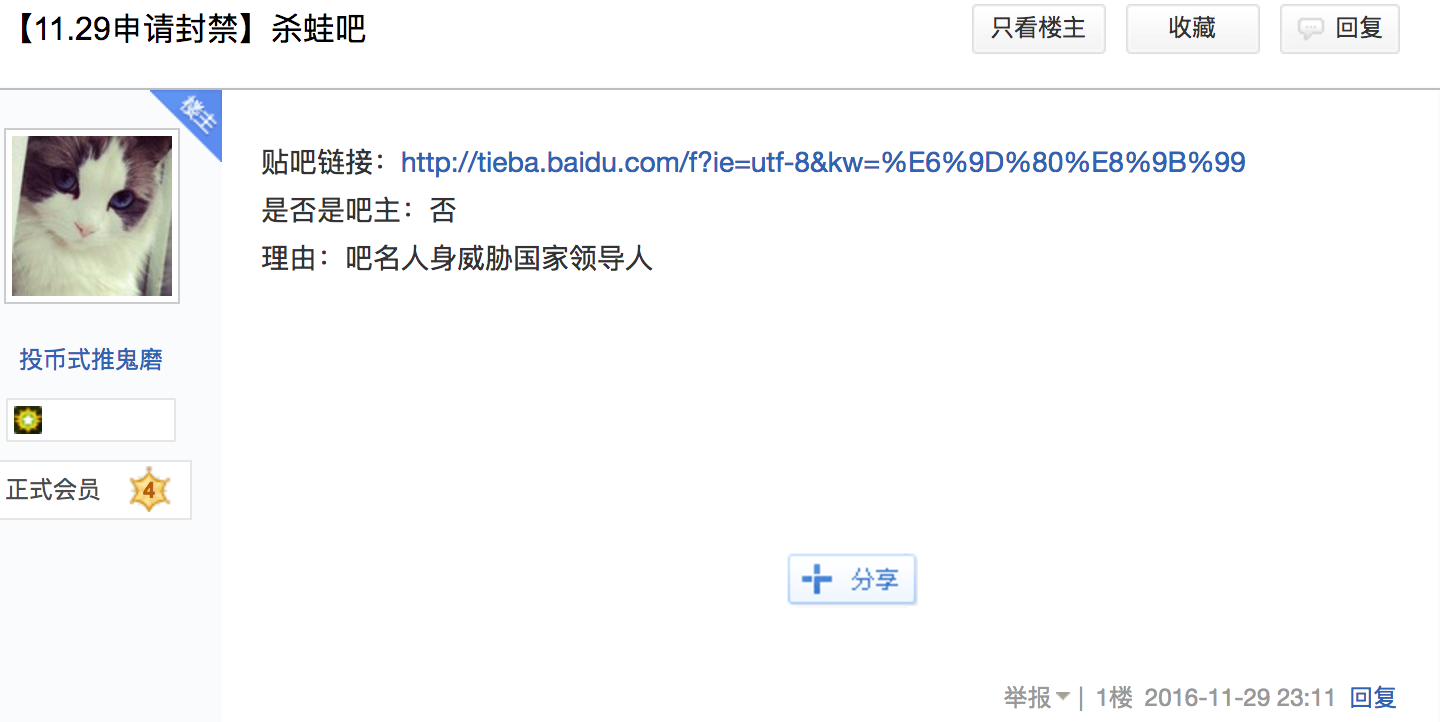 【11.29申请封禁】杀蛙吧
只看楼主
收藏
回复
楼主
贴吧链接：http://tieba.baidu.com/f?ie=utf-8&kw=%E6%9D%80%E8%9B%99
是否是吧主：否
理由：吧名人身威胁国家领导人
投币式推鬼磨
正式会员 4
分享
举报 | 1楼 2016-11-29 23:11 回复